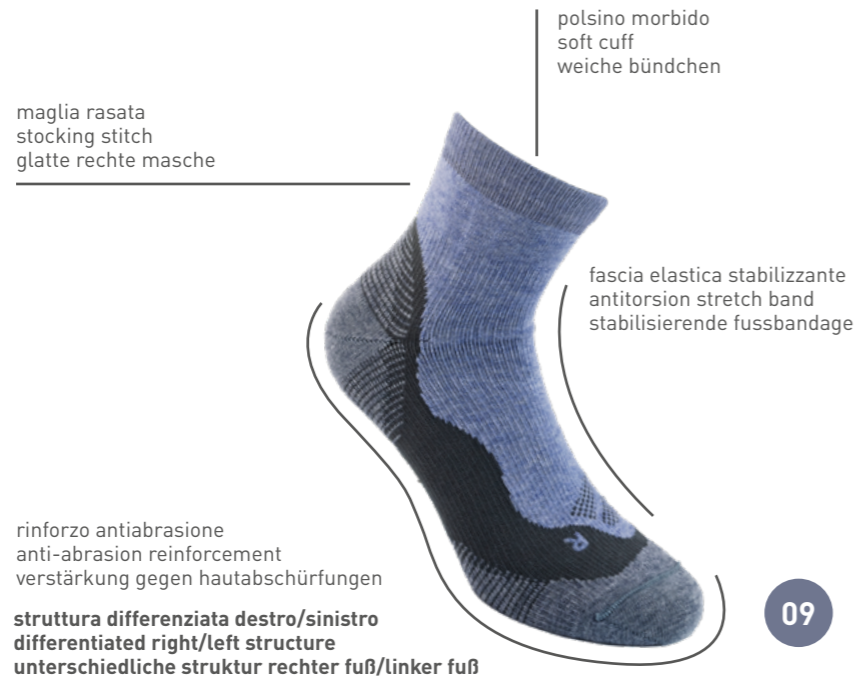 polsino morbido
soft cuff
weiche bündchen
maglia rasata
stocking stitch
glatte rechte masche
fascia elastica stabilizzante
antitorsion stretch band
stabilisierende fussbandage
rinforzo antiabrasione
anti-abrasion reinforcement
verstärkung gegen hautabschürfungen
struttura differenziata destro/sinistro
differentiated right/left structure
unterschiedliche struktur rechter fuß/linker fuß
R
09